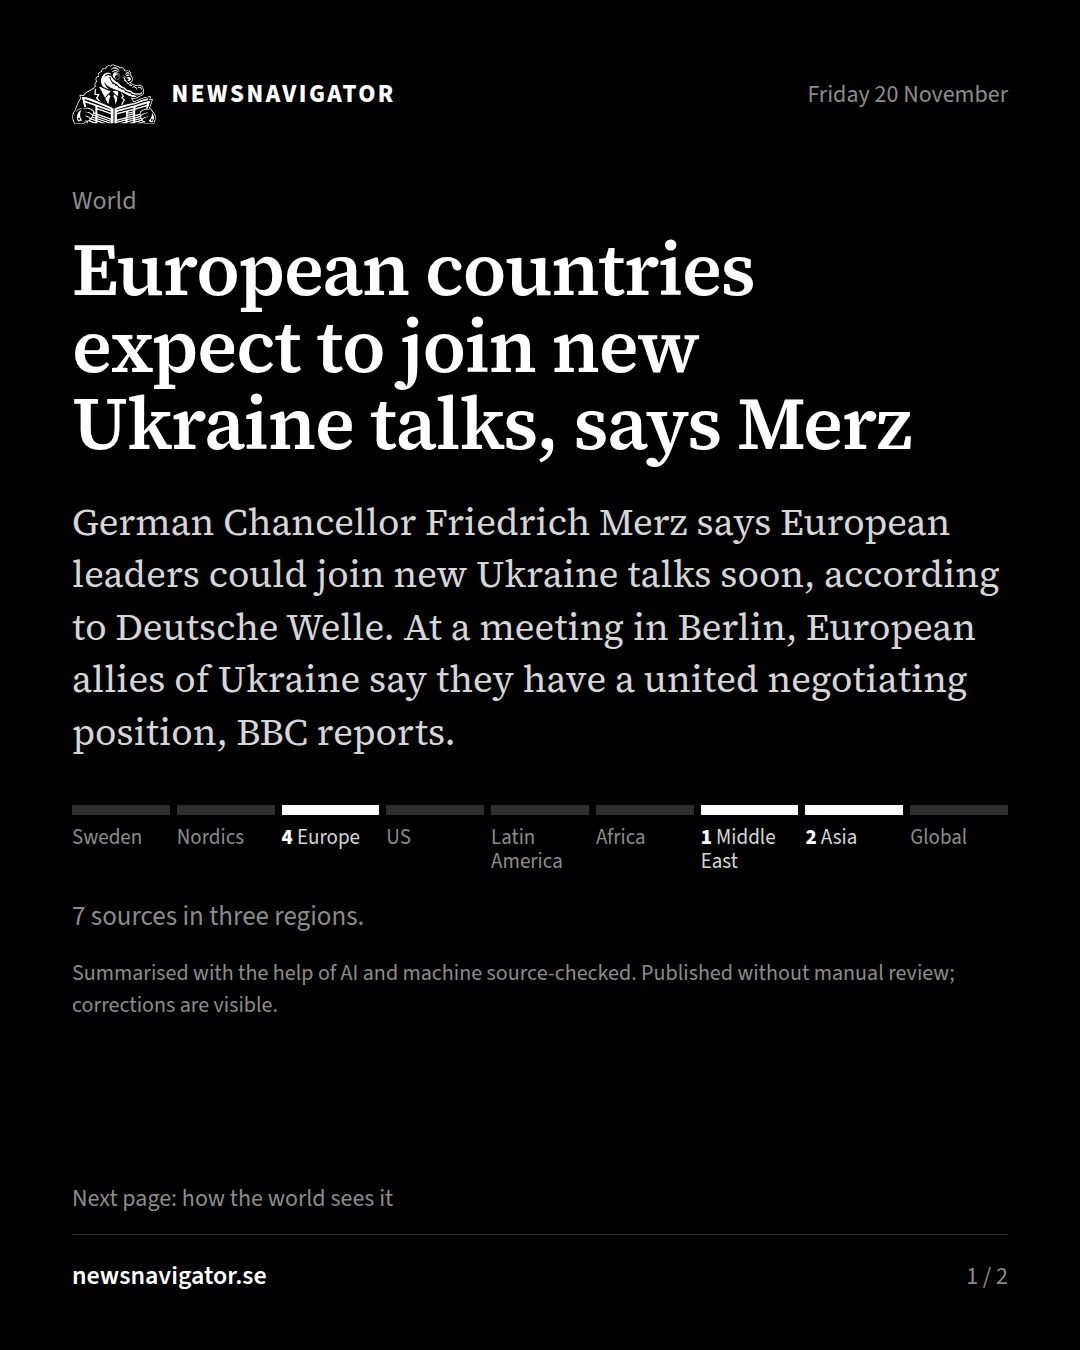 NEWSNAVIGATOR
Friday 20 November
World
European countries
expect to join new
Ukraine talks, says Merz
German Chancellor Friedrich Merz says European
leaders could join new Ukraine talks soon, according
to Deutsche Welle. At a meeting in Berlin, European
allies of Ukraine say they have a united negotiating
position, BBC reports.
Sweden
Nordics
4 Europe
US
Latin
America
Africa
1 Middle
East
2 Asia
Global
7 sources in three regions.
Summarised with the help of AI and machine source-checked. Published without manual review;
corrections are visible.
Next page: how the world sees it
newsnavigator.se
1 / 2